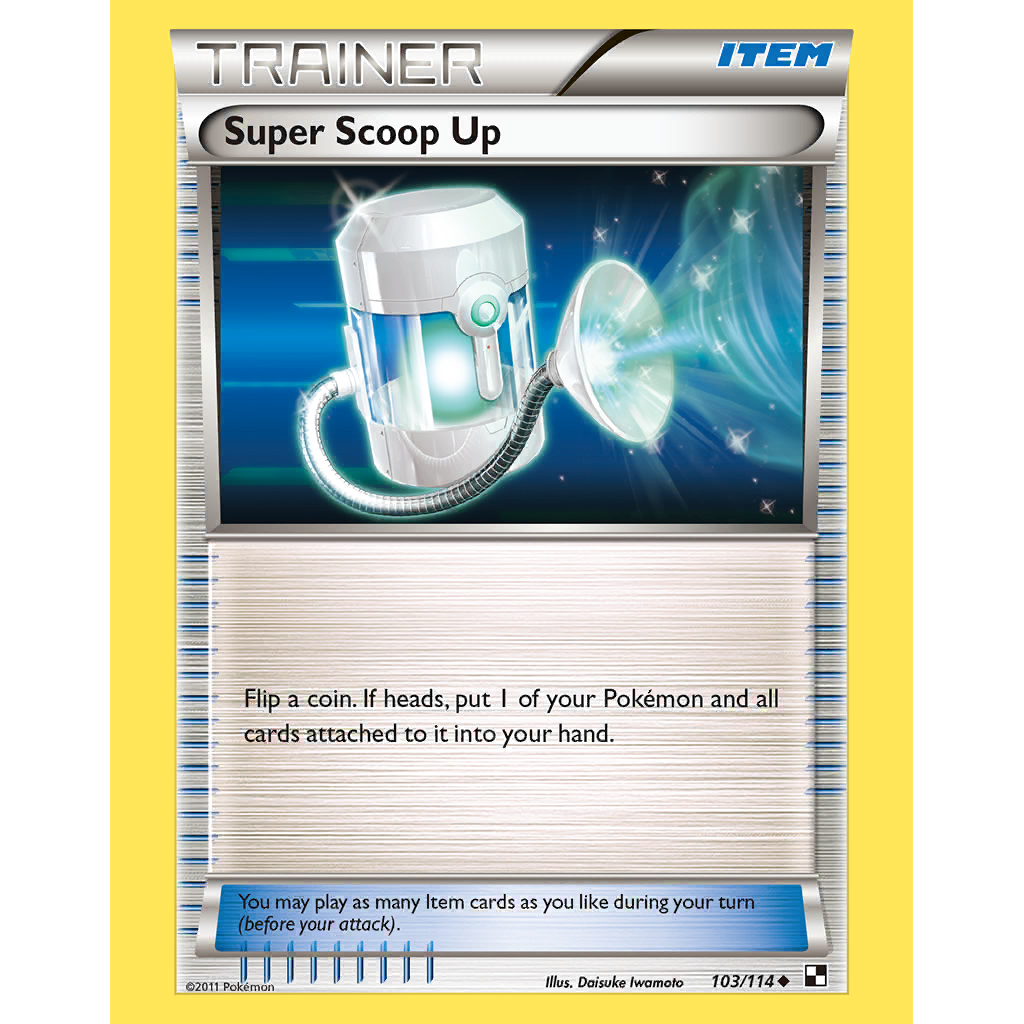 TRAINER
ITEM
Super Scoop Up
Flip a coin. If heads, put 1 of your Pokémon and all
cards attached to it into your hand.
You may play as many Item cards as you like during your turn
(before your attack).
©2011 Pokémon
Illus. Daisuke Iwamoto
103/114